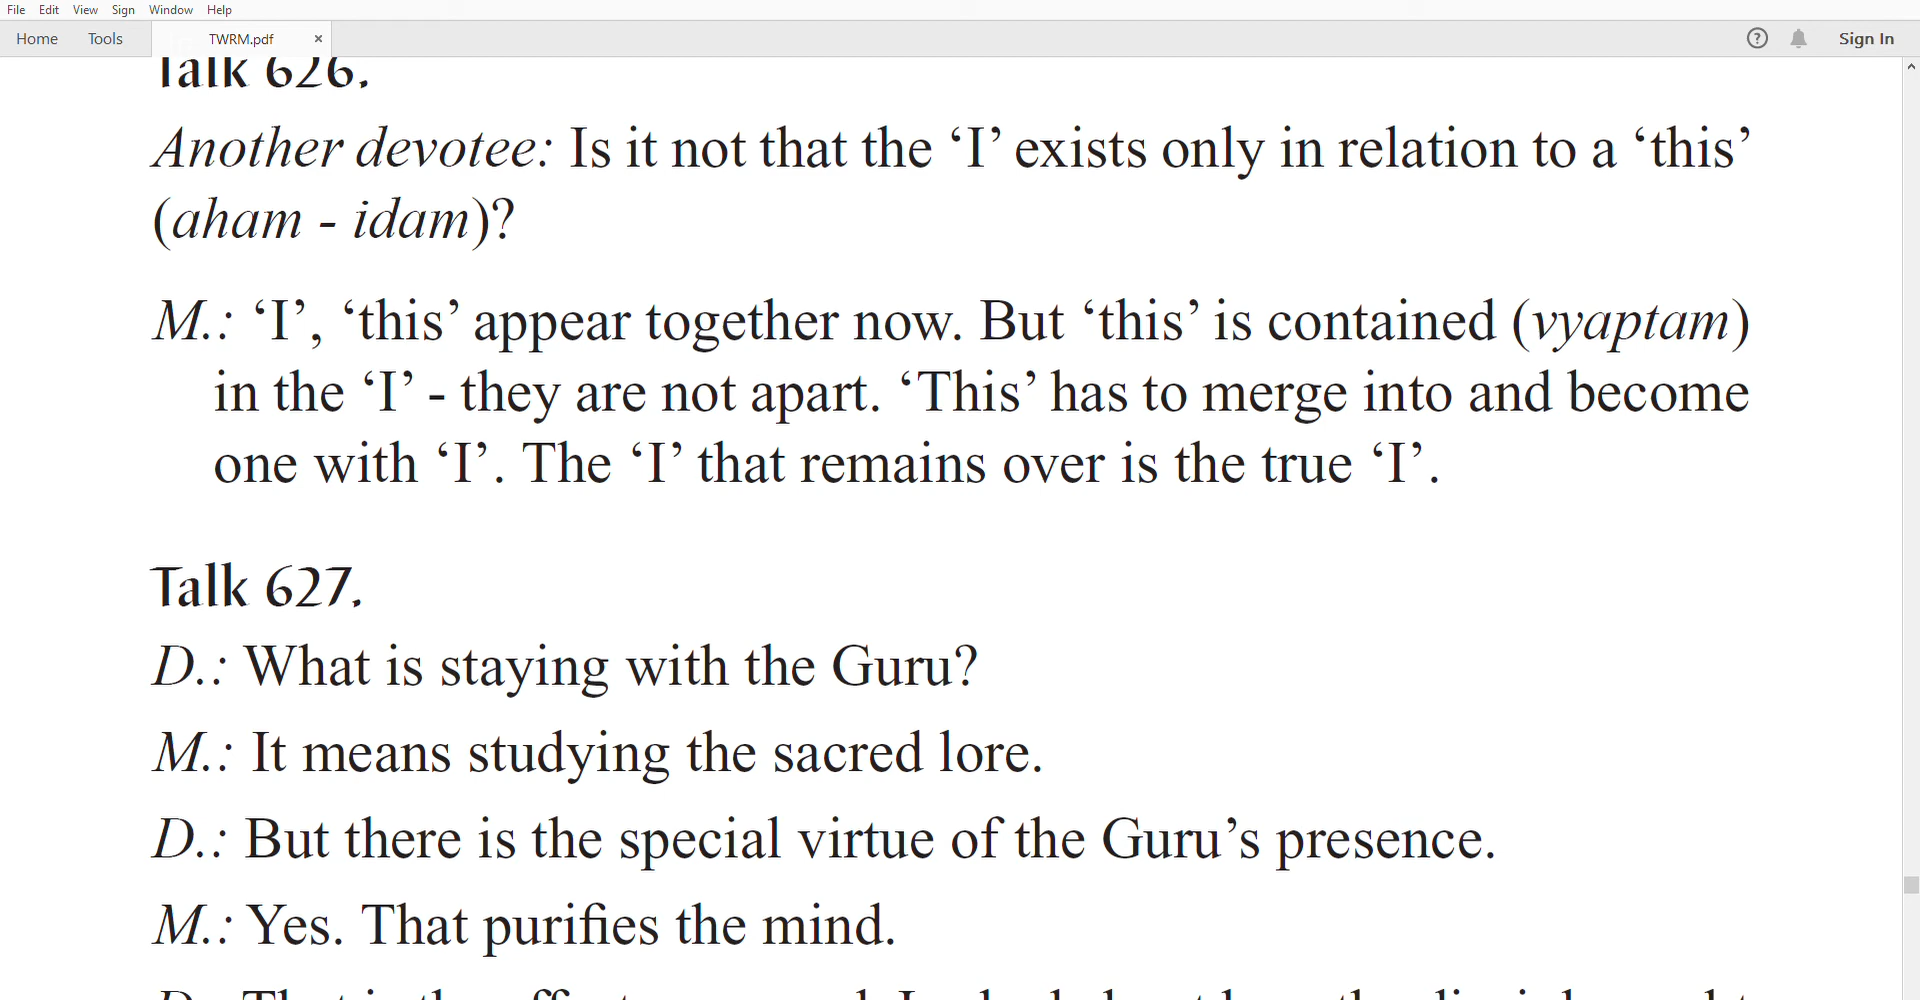 File Edit View Sign Window Help
Home Tools TWRM.pdf × ? Sign In
Talk 626.
Another devotee: Is it not that the ‘I’ exists only in relation to a ‘this’
(aham - idam)?
M.: ‘I’, ‘this’ appear together now. But ‘this’ is contained (vyaptam)
in the ‘I’ - they are not apart. ‘This’ has to merge into and become
one with ‘I’. The ‘I’ that remains over is the true ‘I’.
Talk 627.
D.: What is staying with the Guru?
M.: It means studying the sacred lore.
D.: But there is the special virtue of the Guru’s presence.
M.: Yes. That purifies the mind.